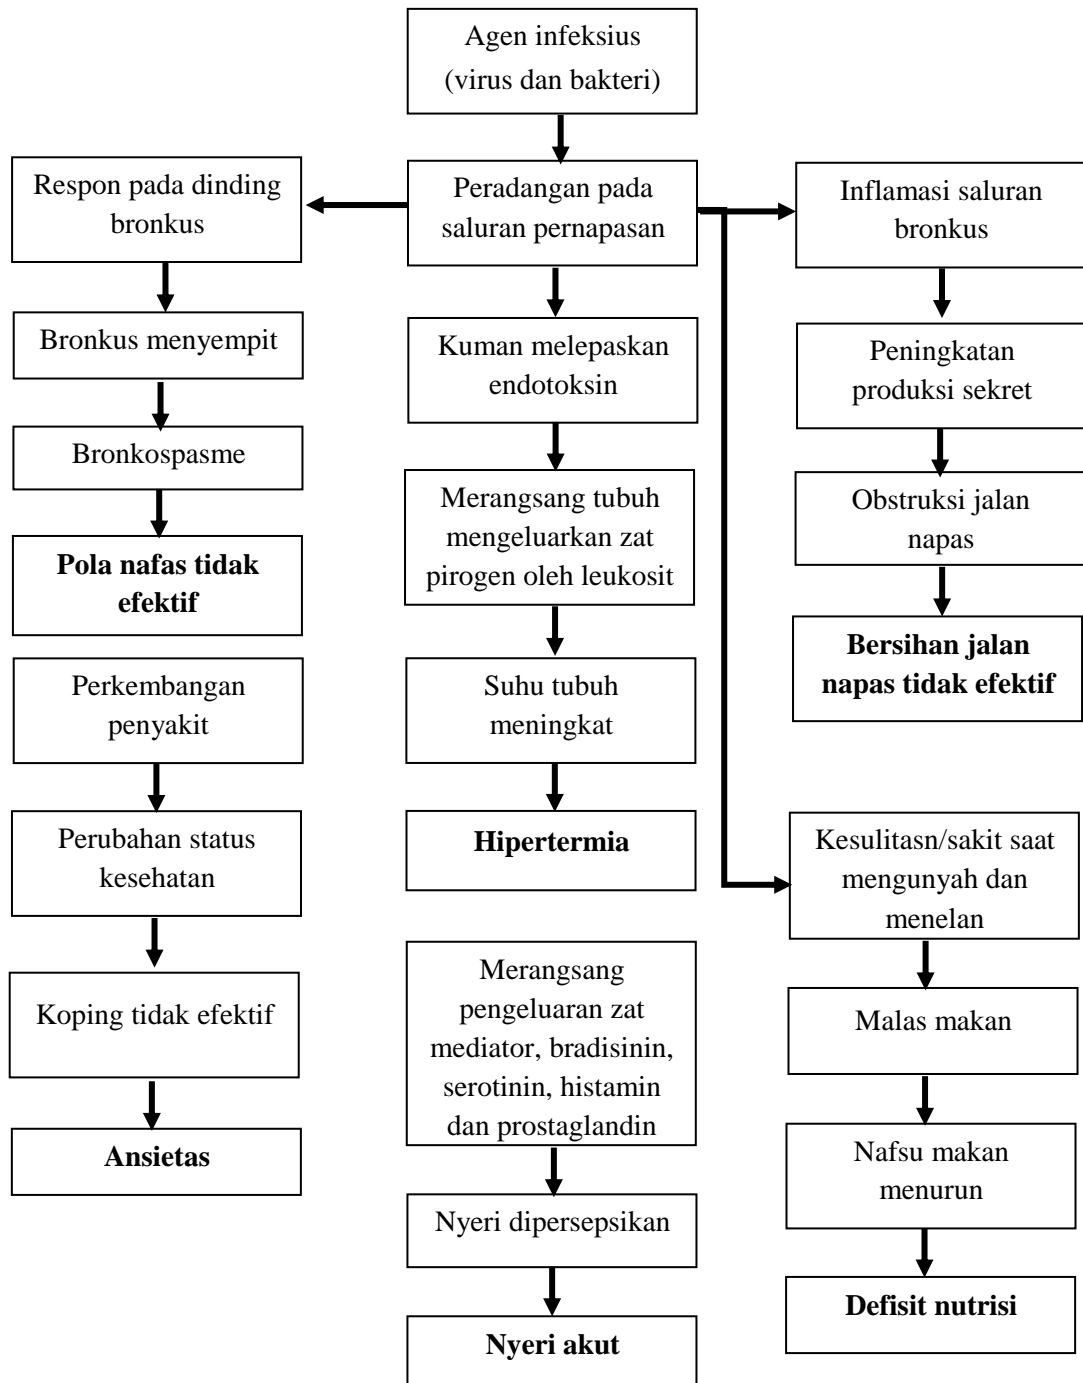 Agen infeksius
(virus dan bakteri)
Respon pada dinding
bronkus
Peradangan pada
saluran pernapasan
Inflamasi saluran
bronkus
Bronkus menyempit
Kuman melepaskan
endotoksin
Peningkatan
produksi sekret
Bronkospasme
Merangsang tubuh
mengeluarkan zat
pirogen oleh leukosit
Obstruksi jalan
napas
Pola nafas tidak
efektif
Bersihan jalan
napas tidak efektif
Perkembangan
penyakit
Suhu tubuh
meningkat
Perubahan status
kesehatan
Hipertermia
Kesulitasn/sakit saat
mengunyah dan
menelan
Koping tidak efektif
Merangsang
pengeluaran zat
mediator, bradisinin,
serotinin, histamin
dan prostaglandin
Malas makan
Ansietas
Nafsu makan
menurun
Nyeri dipersepsikan
Defisit nutrisi
Nyeri akut